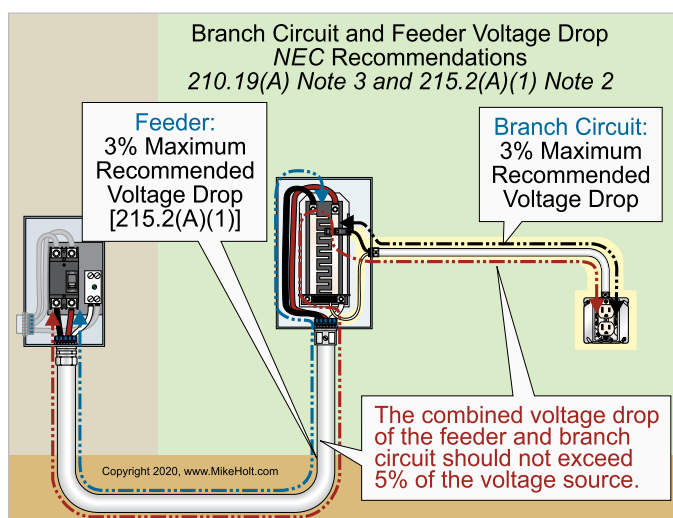 Branch Circuit and Feeder Voltage Drop
NEC Recommendations
210.19(A) Note 3 and 215.2(A)(1) Note 2
Feeder:
3% Maximum
Recommended
Voltage Drop
[215.2(A)(1)]
Branch Circuit:
3% Maximum
Recommended
Voltage Drop
The combined voltage drop
of the feeder and branch
circuit should not exceed
5% of the voltage source.
Copyright 2020, www.MikeHolt.com